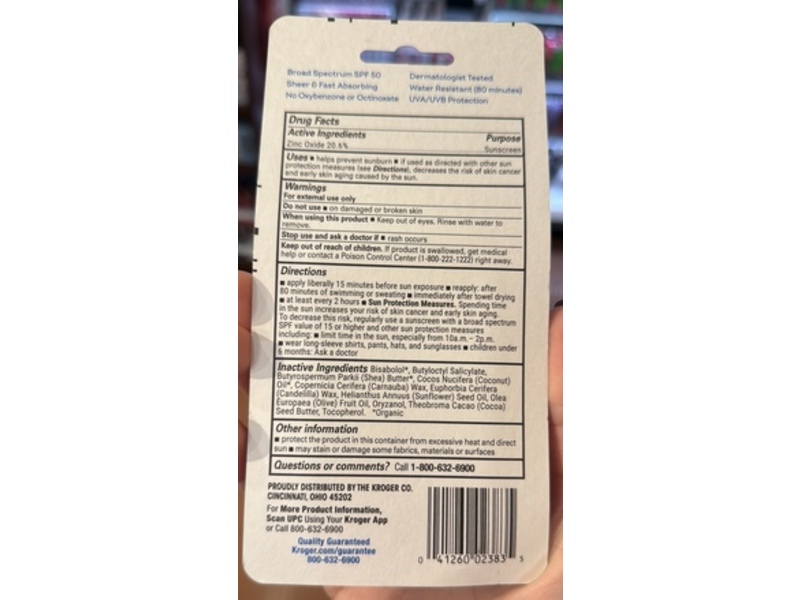 Broad Spectrum SPF 50
Sheer & Fast Absorbing
No Oxybenzone or Octinoxate
Dermatologist Tested
Water Resistant (80 minutes)
UVA/UVB Protection
Drug Facts
Active Ingredients Purpose
Zinc Oxide 20.6% Sunscreen
Uses ■ helps prevent sunburn ■ if used as directed with other sun
protection measures (see Directions), decreases the risk of skin cancer
and early skin aging caused by the sun.
Warnings
For external use only
Do not use ■ on damaged or broken skin
When using this product ■ Keep out of eyes. Rinse with water to
remove.
Stop use and ask a doctor if ■ rash occurs
Keep out of reach of children. If product is swallowed, get medical
help or contact a Poison Control Center (1-800-222-1222) right away.
Directions
■ apply liberally 15 minutes before sun exposure ■ reapply: after
80 minutes of swimming or sweating ■ immediately after towel drying
■ at least every 2 hours ■ Sun Protection Measures. Spending time
in the sun increases your risk of skin cancer and early skin aging.
To decrease this risk, regularly use a sunscreen with a broad spectrum
SPF value of 15 or higher and other sun protection measures
including: ■ limit time in the sun, especially from 10a.m. – 2p.m.
■ wear long-sleeve shirts, pants, hats, and sunglasses ■ children under
6 months: Ask a doctor
Inactive Ingredients Bisabolol*, Butyloctyl Salicylate,
Butyrospermum Parkii (Shea) Butter*, Cocos Nucifera (Coconut)
Oil*, Copernicia Cerifera (Carnauba) Wax, Euphorbia Cerifera
(Candelilla) Wax, Helianthus Annuus (Sunflower) Seed Oil, Olea
Europaea (Olive) Fruit Oil, Oryzanol, Theobroma Cacao (Cocoa)
Seed Butter, Tocopherol. *Organic
Other information
■ protect the product in this container from excessive heat and direct
sun ■ may stain or damage some fabrics, materials or surfaces
Questions or comments? Call 1-800-632-6900
PROUDLY DISTRIBUTED BY THE KROGER CO.
CINCINNATI, OHIO 45202
For More Product Information,
Scan UPC Using Your Kroger App
or Call 800-632-6900
Quality Guaranteed
Kroger.com/guarantee
800-632-6900
0 41260 02383 5